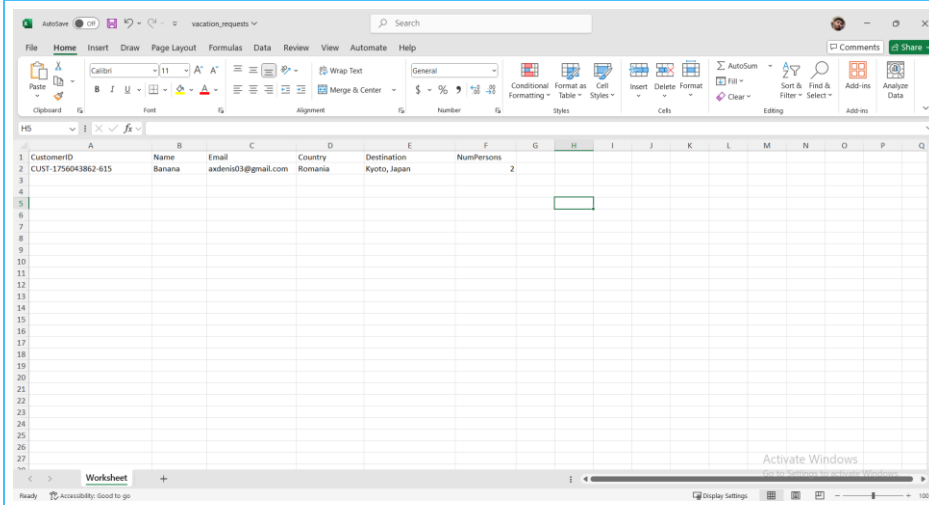 AutoSave Off vacation_requests Search
File Home Insert Draw Page Layout Formulas Data Review View Automate Help Comments Share
Calibri 11 A^ A˅ Wrap Text General AutoSum
Paste B I U A Merge & Center $ % 9 Conditional Formatting Format as Table Cell Styles Insert Delete Format Fill Clear Sort & Filter Find & Select Add-ins Analyze Data
Clipboard Font Alignment Number Styles Cells Editing Add-ins
H5 fx
A B C D E F G H I J K L M N O P Q
1 CustomerID Name Email Country Destination NumPersons
2 CUST-1756043862-615 Banana axdenis03@gmail.com Romania Kyoto, Japan 2
3
4
5
6
7
8
9
10
11
12
13
14
15
16
17
18
19
20
21
22
23
24
25
26
27
Activate Windows
Go to Settings to activate Windows.
Worksheet +
Ready Accessibility: Good to go Display Settings - + 100